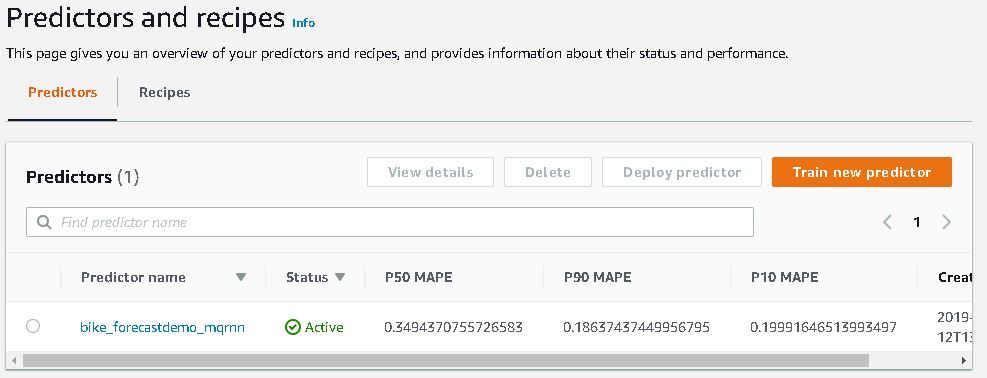 Predictors and recipes Info
This page gives you an overview of your predictors and recipes, and provides information about their status and performance.
Predictors Recipes
Predictors (1) View details Delete Deploy predictor Train new predictor
Find predictor name 1
Predictor name Status P50 MAPE P90 MAPE P10 MAPE Creat
bike_forecastdemo_mqrnn Active 0.3494370755726583 0.18637437449956795 0.19991646513993497 2019-
12T13